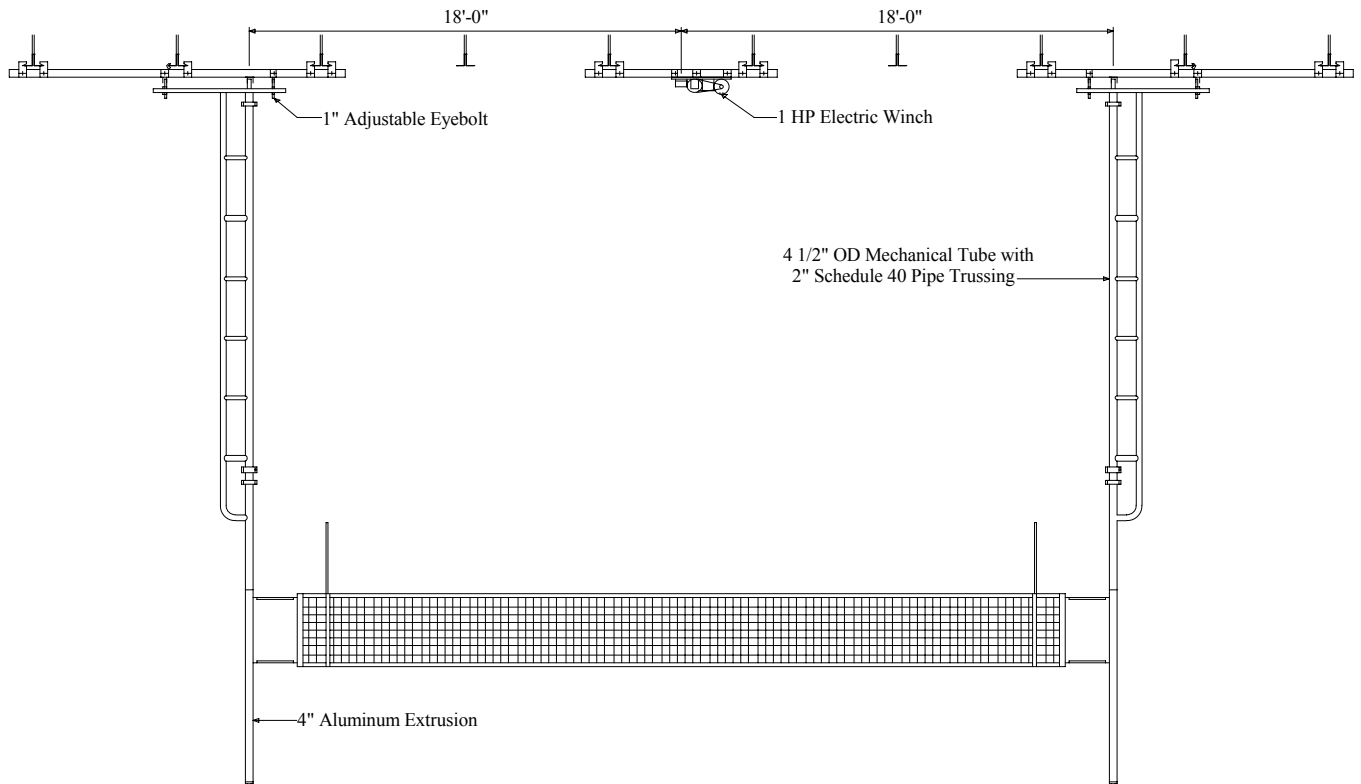 18'-0"
18'-0"
1" Adjustable Eyebolt
1 HP Electric Winch
4 1/2" OD Mechanical Tube with
2" Schedule 40 Pipe Trussing
4" Aluminum Extrusion